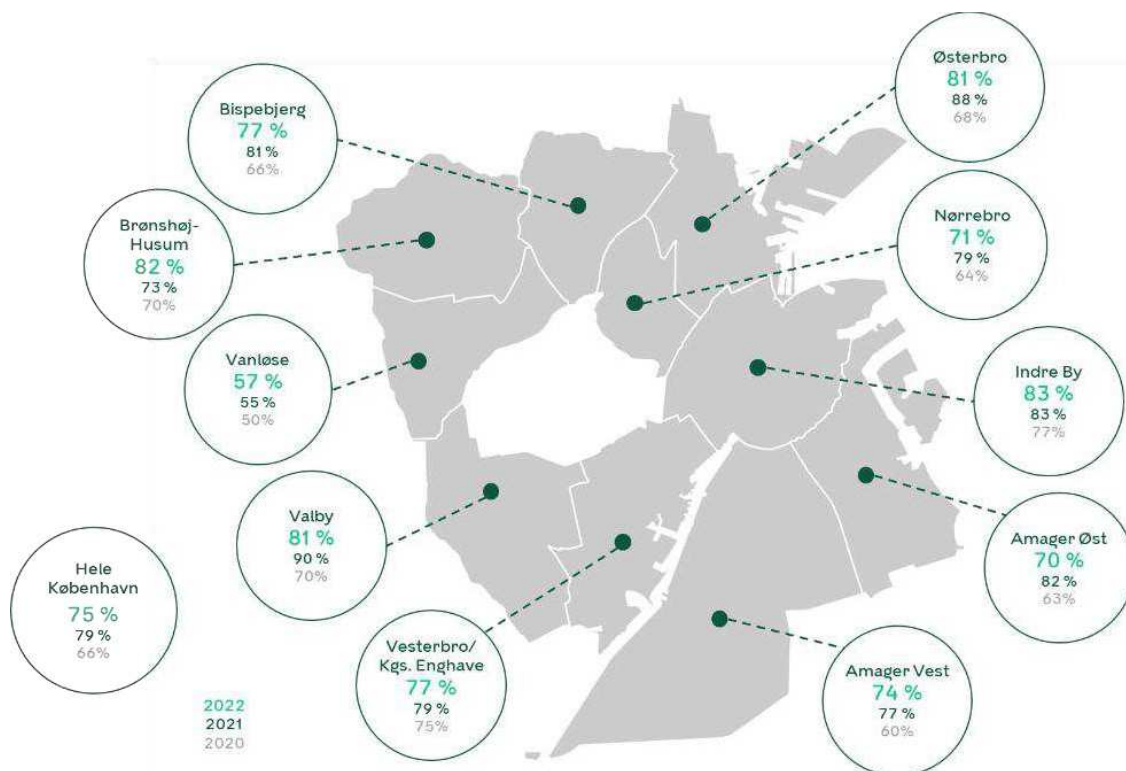 Østerbro
81 %
88 %
68%
Bispebjerg
77 %
81 %
66%
Nørrebro
71 %
79 %
64%
Brønshøj-
Husum
82 %
73 %
70%
Vanløse
57 %
55 %
50%
Indre By
83 %
83 %
77%
Valby
81 %
90 %
70%
Amager Øst
70 %
82 %
63%
Hele
København
75 %
79 %
66%
Vesterbro/
Kgs. Enghave
77 %
79 %
75%
Amager Vest
74 %
77 %
60%
2022
2021
2020